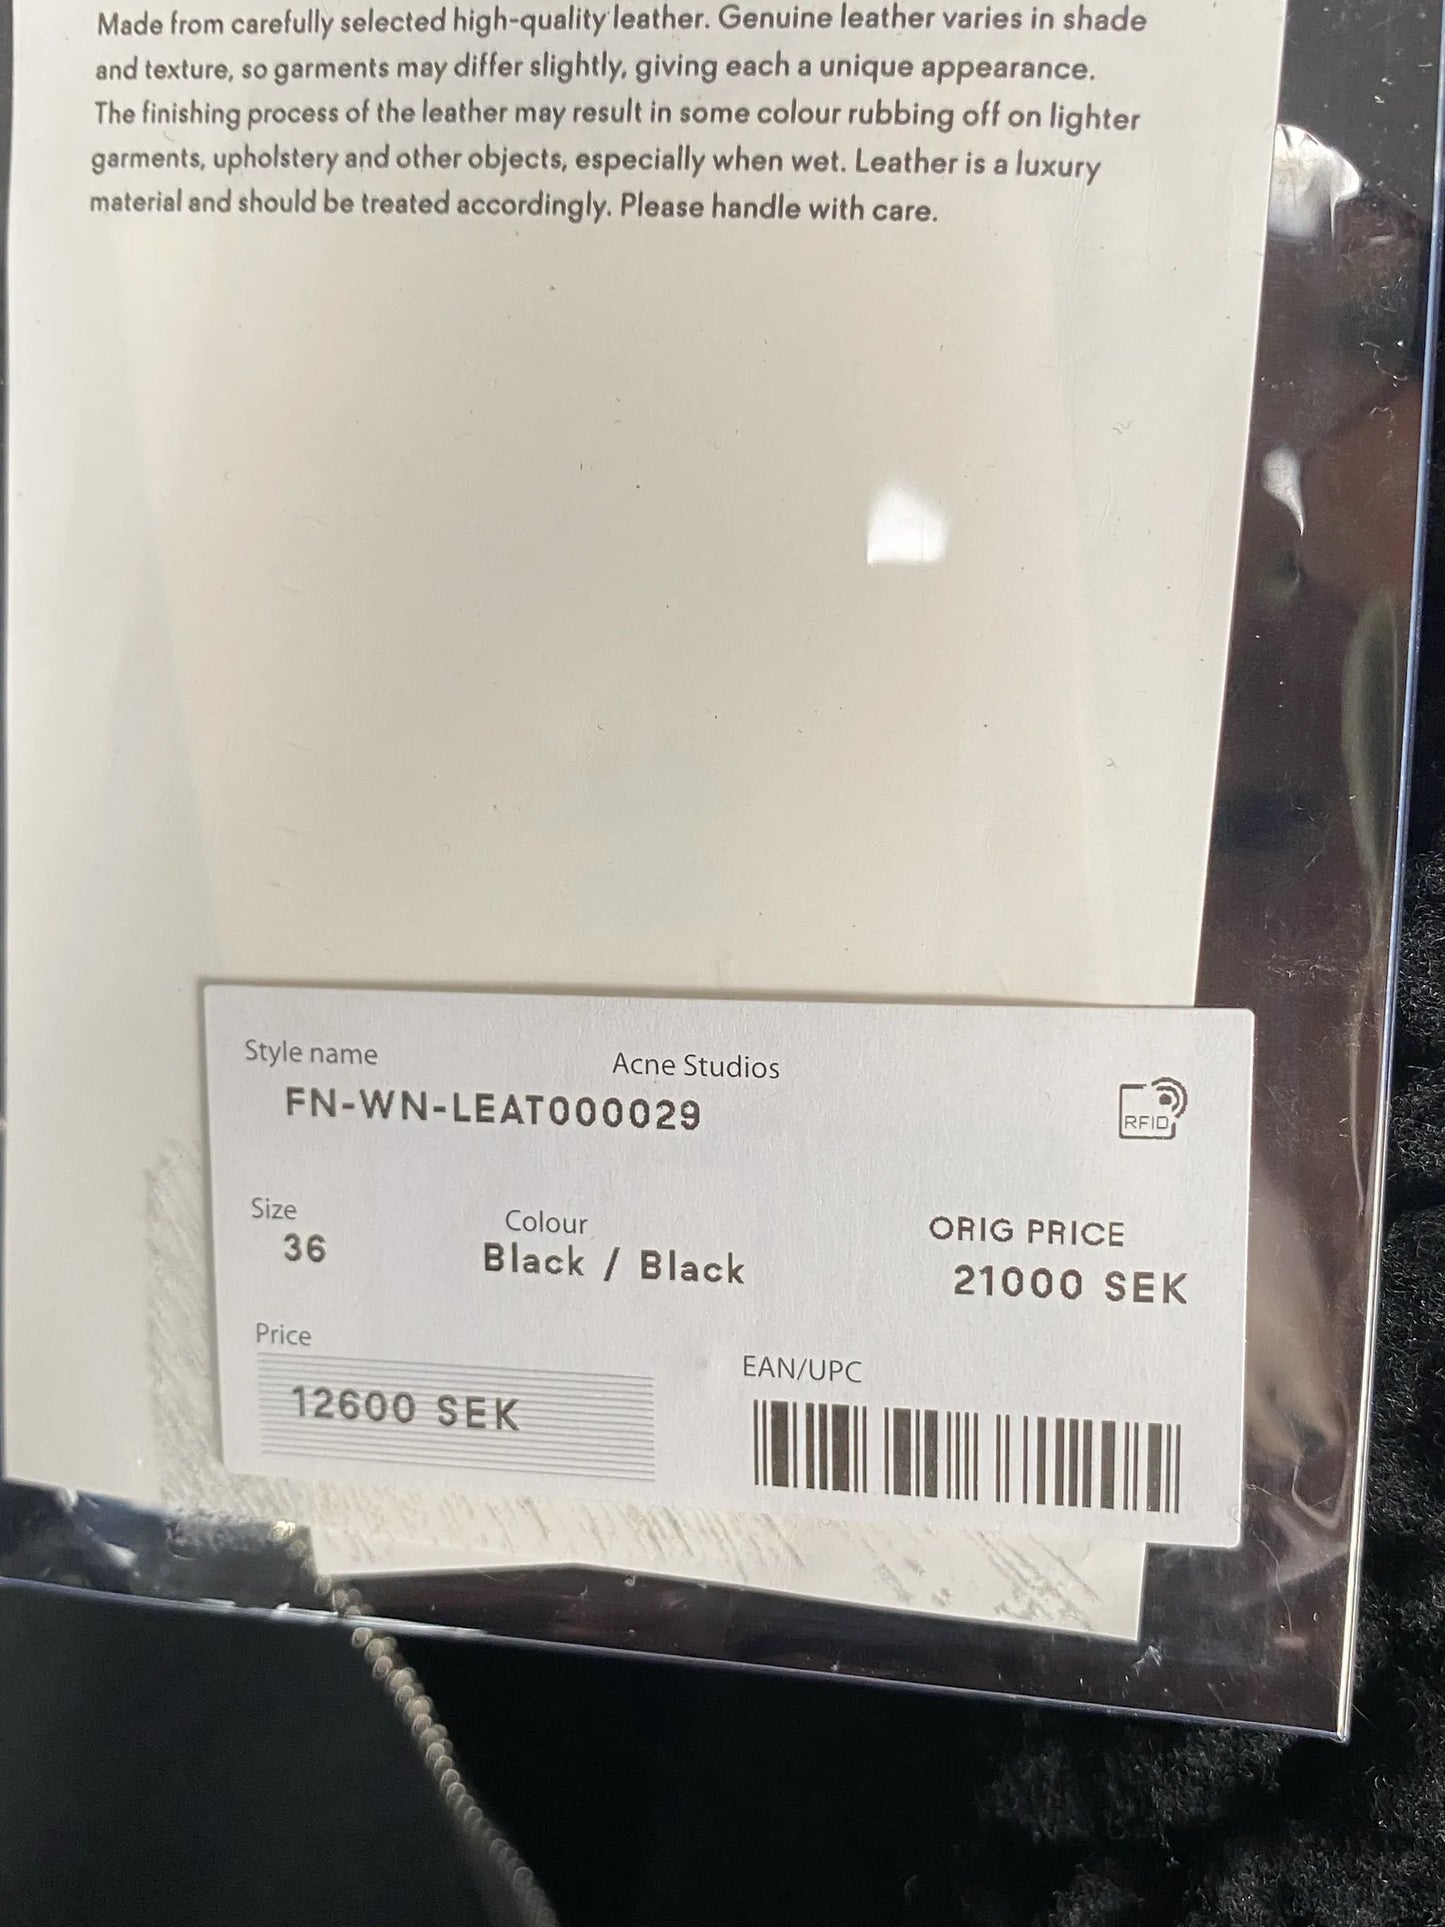 Made from carefully selected high-quality leather. Genuine leather varies in shade
and texture, so garments may differ slightly, giving each a unique appearance.
The finishing process of the leather may result in some colour rubbing off on lighter
garments, upholstery and other objects, especially when wet. Leather is a luxury
material and should be treated accordingly. Please handle with care.
Style name
Acne Studios
FN-WN-LEAT000029
RFID
Size
36
Colour
Black / Black
ORIG PRICE
21000 SEK
Price
12600 SEK
EAN/UPC